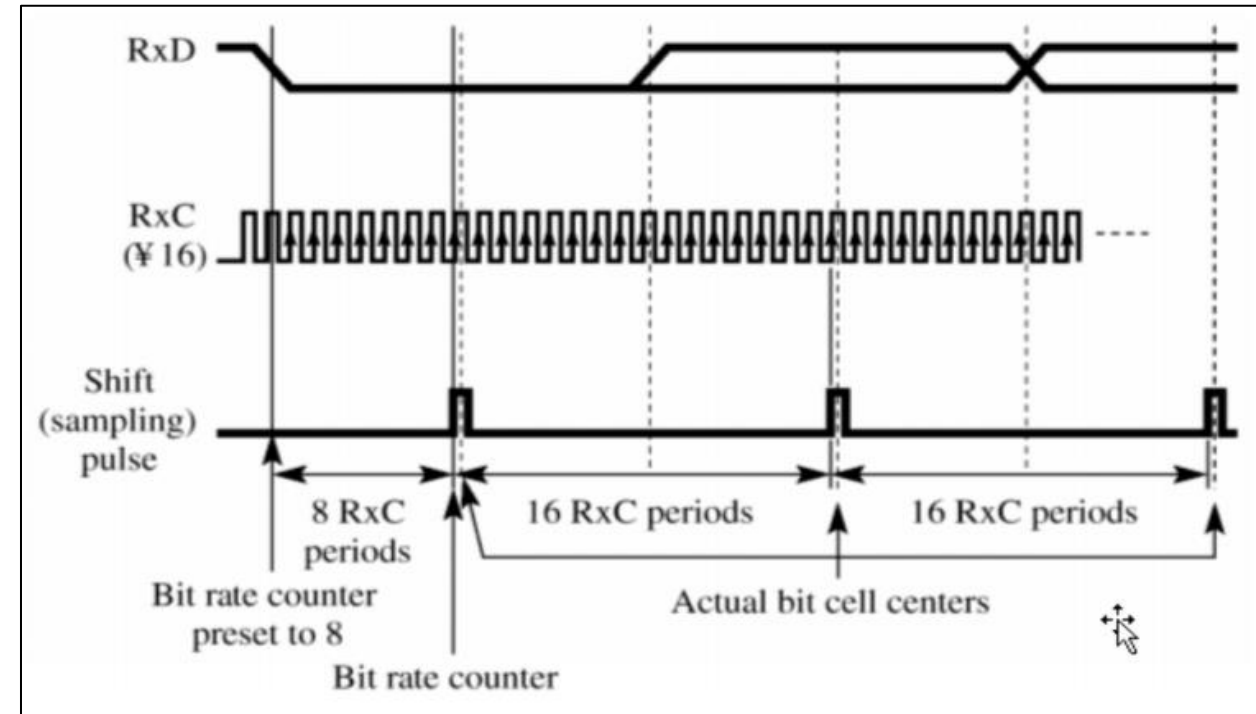 RxD
RxC
(¥ 16)
Shift
(sampling)
pulse
8 RxC
periods
16 RxC periods
16 RxC periods
Bit rate counter
preset to 8
Actual bit cell centers
Bit rate counter